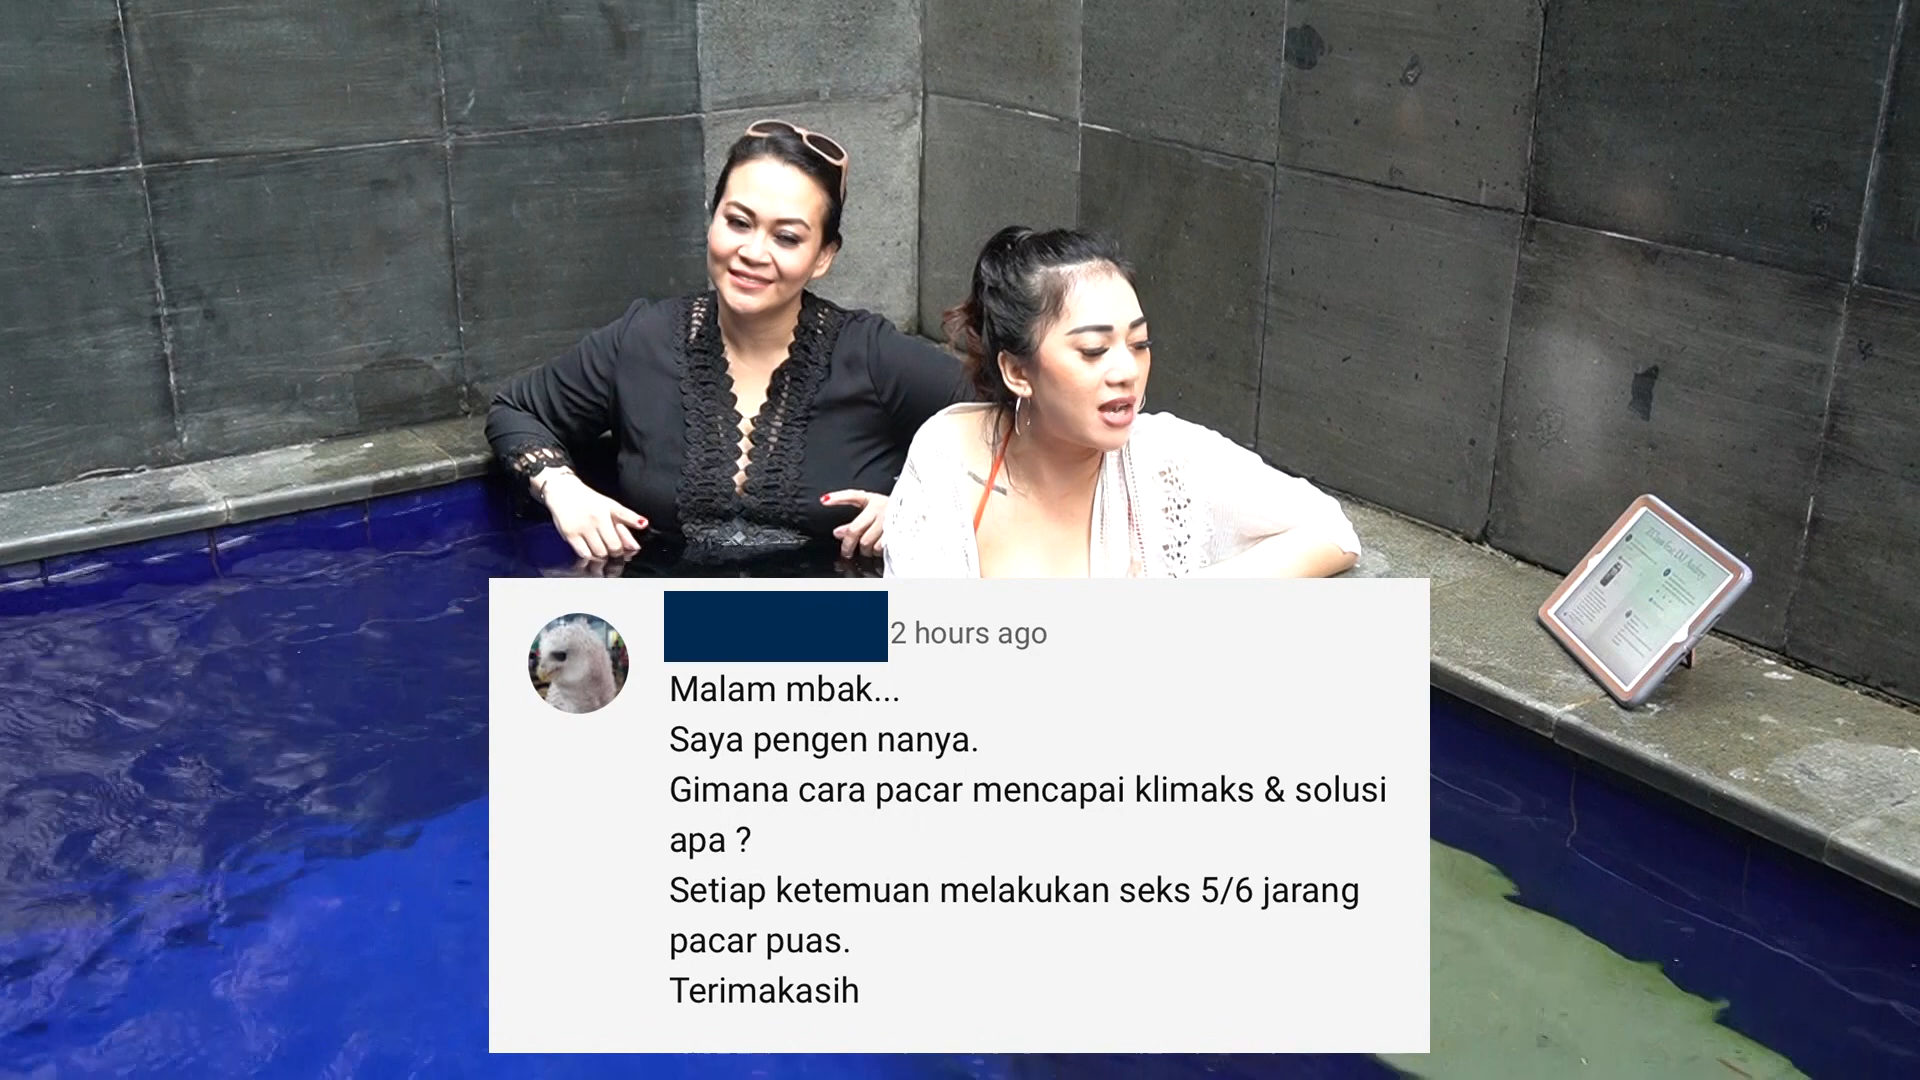 2 hours ago
Malam mbak...
Saya pengen nanya.
Gimana cara pacar mencapai klimaks & solusi
apa ?
Setiap ketemuan melakukan seks 5/6 jarang
pacar puas.
Terimakasih